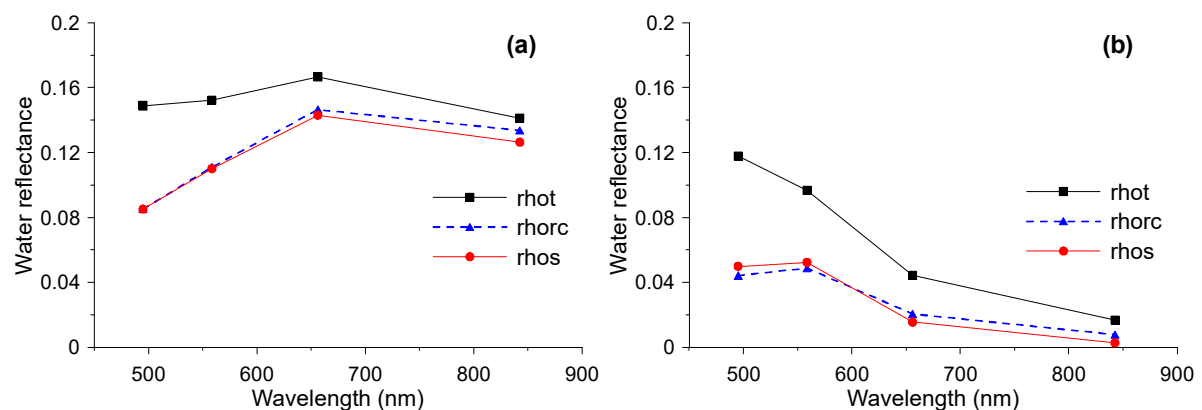 (a)
Water reflectance
0.2
0.16
0.12
0.08
0.04
0
rhot
rhorc
rhos
500 600 700 800 900
Wavelength (nm)
(b)
Water reflectance
0.2
0.16
0.12
0.08
0.04
0
rhot
rhorc
rhos
500 600 700 800 900
Wavelength (nm)